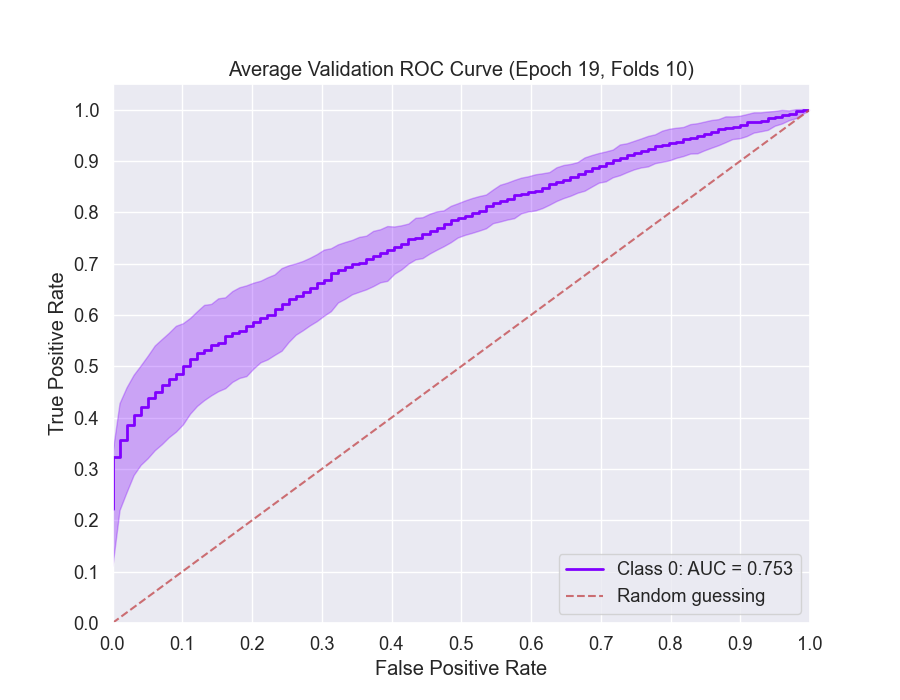 Average Validation ROC Curve (Epoch 19, Folds 10)
True Positive Rate
1.0
0.9
0.8
0.7
0.6
0.5
0.4
0.3
0.2
0.1
0.0
Class 0: AUC = 0.753
Random guessing
0.0 0.1 0.2 0.3 0.4 0.5 0.6 0.7 0.8 0.9 1.0
False Positive Rate